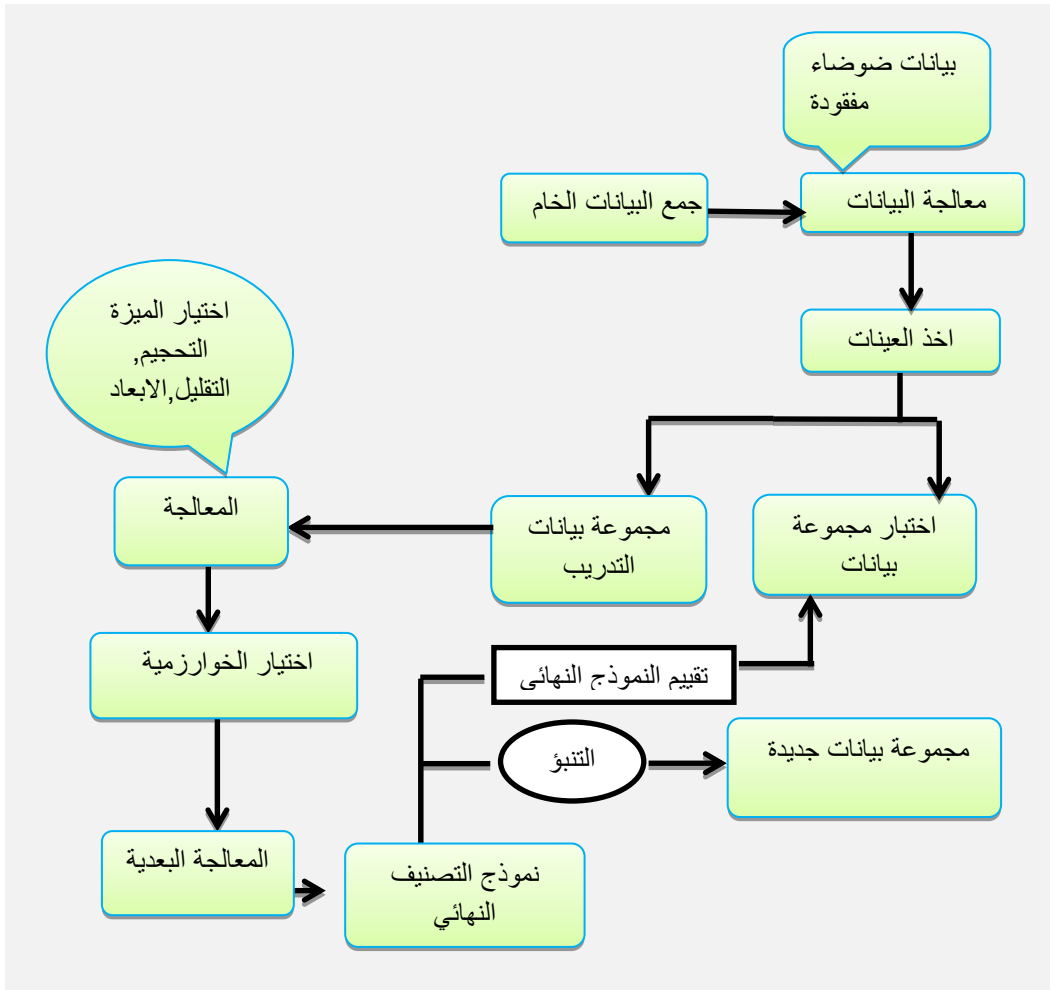 بيانات ضوضاء
مفقودة
جمع البيانات الخام
معالجة البيانات
اخذ العينات
اختيار الميزة
التحجيم,
التقليل,الابعاد
المعالجة
مجموعة بيانات
التدريب
اختبار مجموعة
بيانات
اختيار الخوارزمية
تقييم النموذج النهائي
التنبؤ
مجموعة بيانات جديدة
المعالجة البعدية
نموذج التصنيف
النهائي